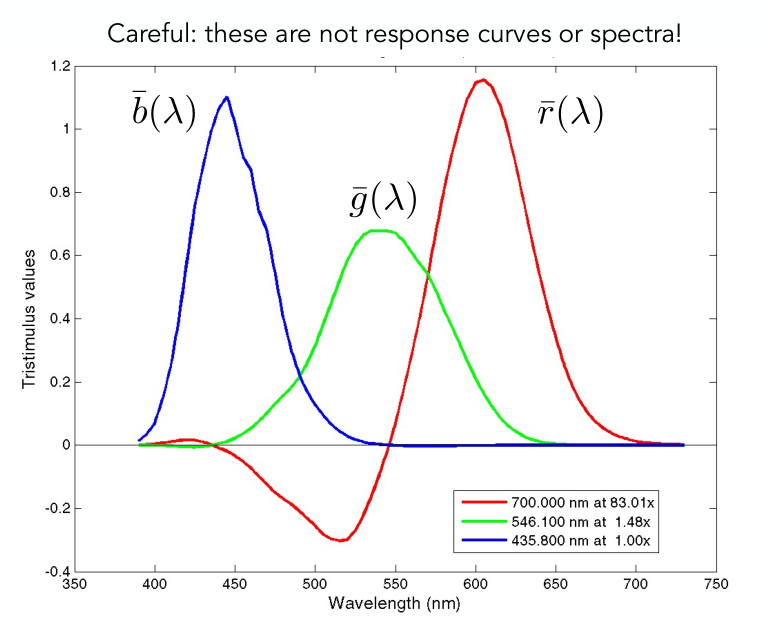 Careful: these are not response curves or spectra!
1.2
1
0.8
0.6
0.4
0.2
0
-0.2
-0.4
Tristimulus values
b̄(λ)
ḡ(λ)
r̄(λ)
700.000 nm at 83.01x
546.100 nm at 1.48x
435.800 nm at 1.00x
350 400 450 500 550 600 650 700 750
Wavelength (nm)